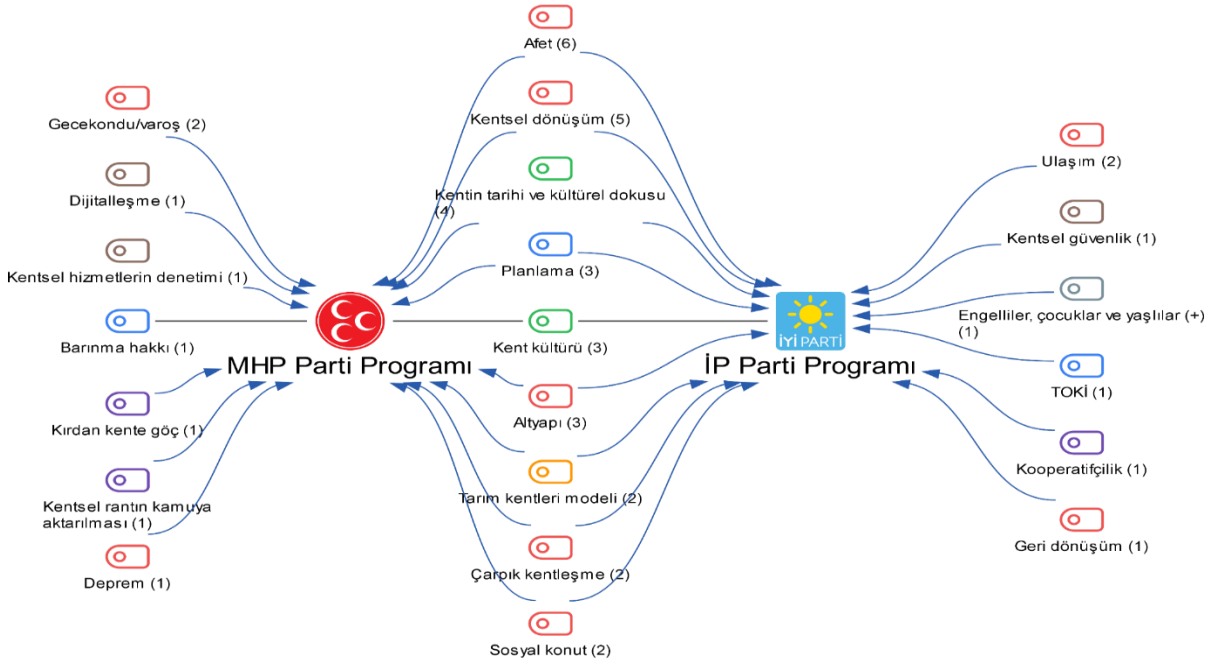 Afet (6)
Gecekondu/varoş (2)
Kentsel dönüşüm (5)
Ulaşım (2)
Dijitalleşme (1)
Kentin tarihi ve kültürel dokusu
(4)
Kentsel güvenlik (1)
Kentsel hizmetlerin denetimi (1)
Planlama (3)
Engelliler, çocuklar ve yaşlılar (+)
(1)
İYİ PARTİ
Barınma hakkı (1)
Kent kültürü (3)
MHP Parti Programı
İP Parti Programı
TOKİ (1)
Kırdan kente göç (1)
Altyapı (3)
Kooperatifçilik (1)
Kentsel rantın kamuya
aktarılması (1)
Tarım kentleri modeli (2)
Geri dönüşüm (1)
Deprem (1)
Çarpık kentleşme (2)
Sosyal konut (2)